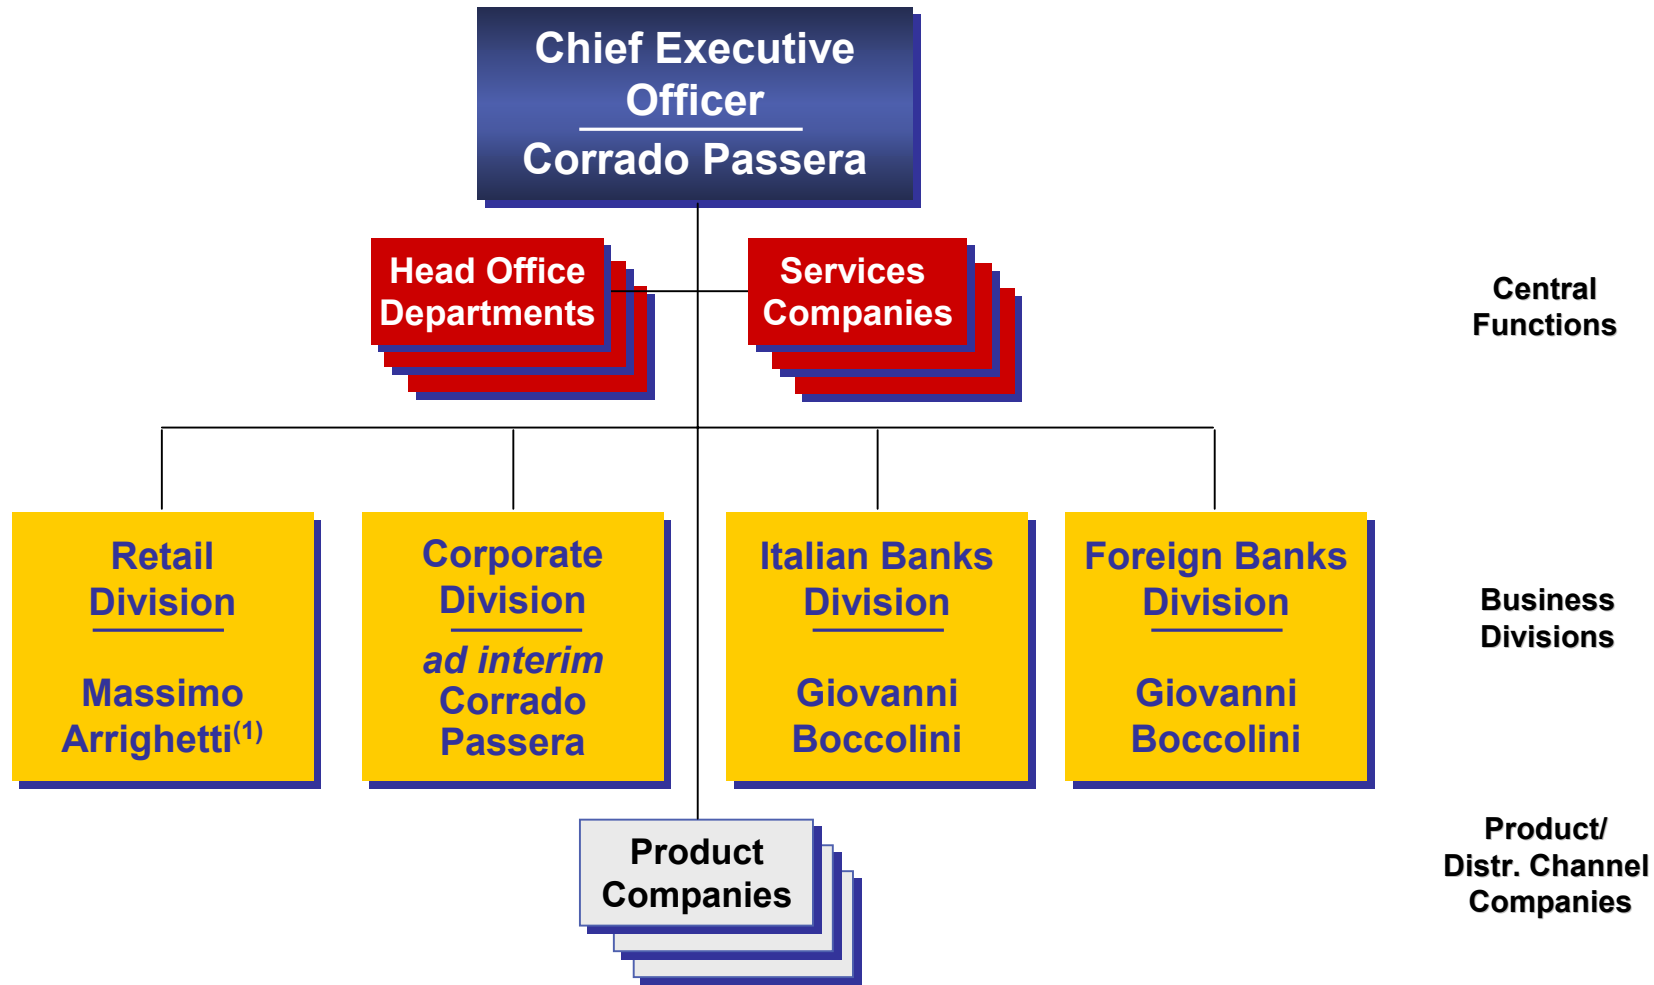 Chief Executive
Officer
Corrado Passera
Head Office
Departments
Services
Companies
Central
Functions
Retail
Division
Massimo
Arrighetti(1)
Corporate
Division
ad interim
Corrado
Passera
Italian Banks
Division
Giovanni
Boccolini
Foreign Banks
Division
Giovanni
Boccolini
Business
Divisions
Product
Companies
Product/
Distr. Channel
Companies